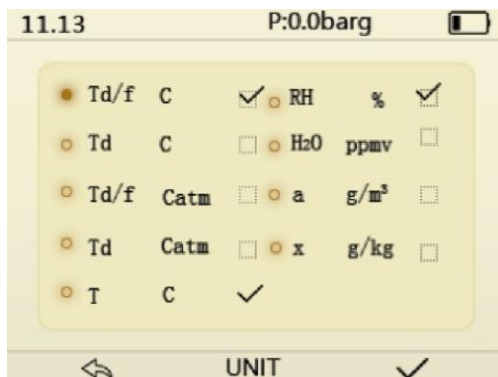 11.13 P:0.0barg
Td/f C RH %
Td C H₂O ppmv
Td/f Catm a g/m³
Td Catm x g/kg
T C
UNIT